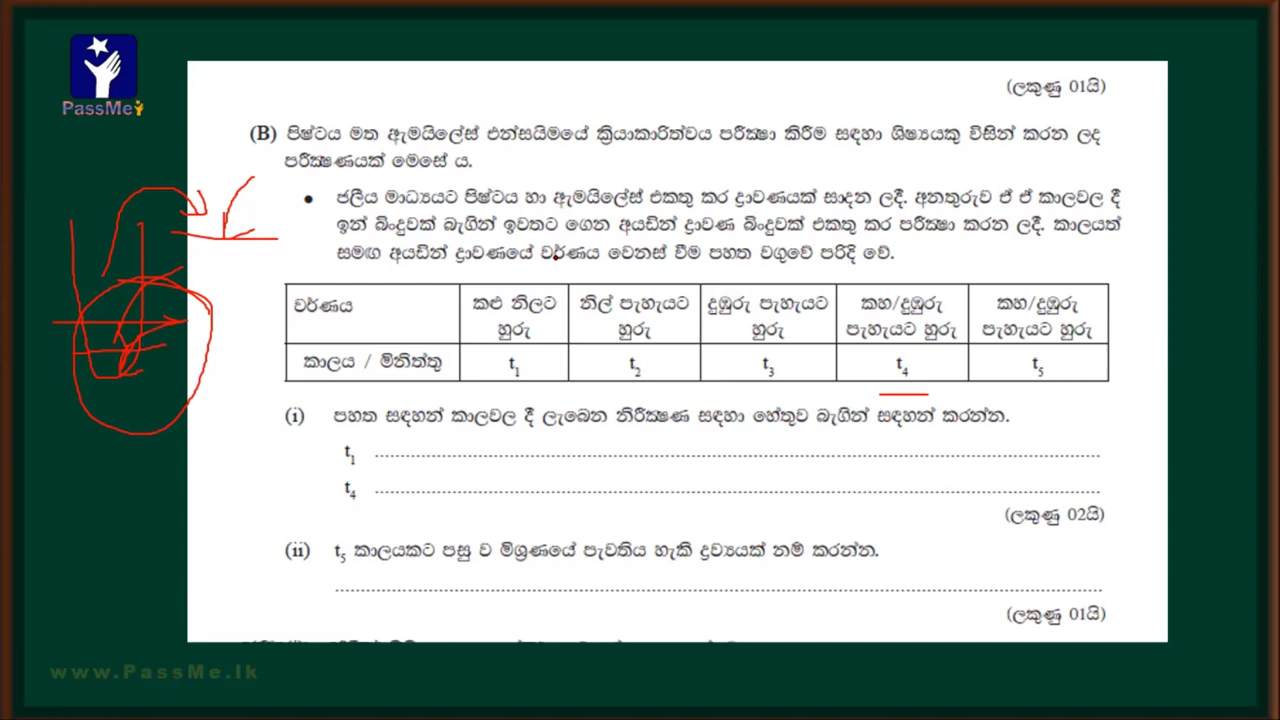 PassMe
(ලකුණු 01යි)
(B) පිෂ්ටය මත ඇමයිලේස් එන්සයිමයේ ක්‍රියාකාරිත්වය පරීක්‍ෂා කිරීම සඳහා ශිෂ්‍යයකු විසින් කරන ලද
පරීක්‍ෂණයක් මෙසේ ය.
• ජලීය මාධ්‍යයට පිෂ්ටය හා ඇමයිලේස් එකතු කර ද්‍රාවණයක් සාදන ලදී. අනතුරුව ඒ ඒ කාලවල දී
ඉන් බිංදුවක් බැගින් ඉවතට ගෙන අයඩින් ද්‍රාවණ බිංදුවක් එකතු කර පරීක්‍ෂා කරන ලදී. කාලයත්
සමඟ අයඩින් ද්‍රාවණයේ වර්ණය වෙනස් වීම පහත වගුවේ පරිදි වේ.
වර්ණය | කළු නිලට හුරු | නිල් පැහැයට හුරු | දුඹුරු පැහැයට හුරු | කහ/දුඹුරු පැහැයට හුරු | කහ/දුඹුරු පැහැයට හුරු
කාලය / මිනිත්තු | t1 | t2 | t3 | t4 | t5
(i) පහත සඳහන් කාලවල දී ලැබෙන නිරීක්‍ෂණ සඳහා හේතුව බැගින් සඳහන් කරන්න.
t1
t4
(ලකුණු 02යි)
(ii) t5 කාලයකට පසු ව මිශ්‍රණයේ පැවතිය හැකි ද්‍රව්‍යයක් නම් කරන්න.
(ලකුණු 01යි)
www.PassMe.lk